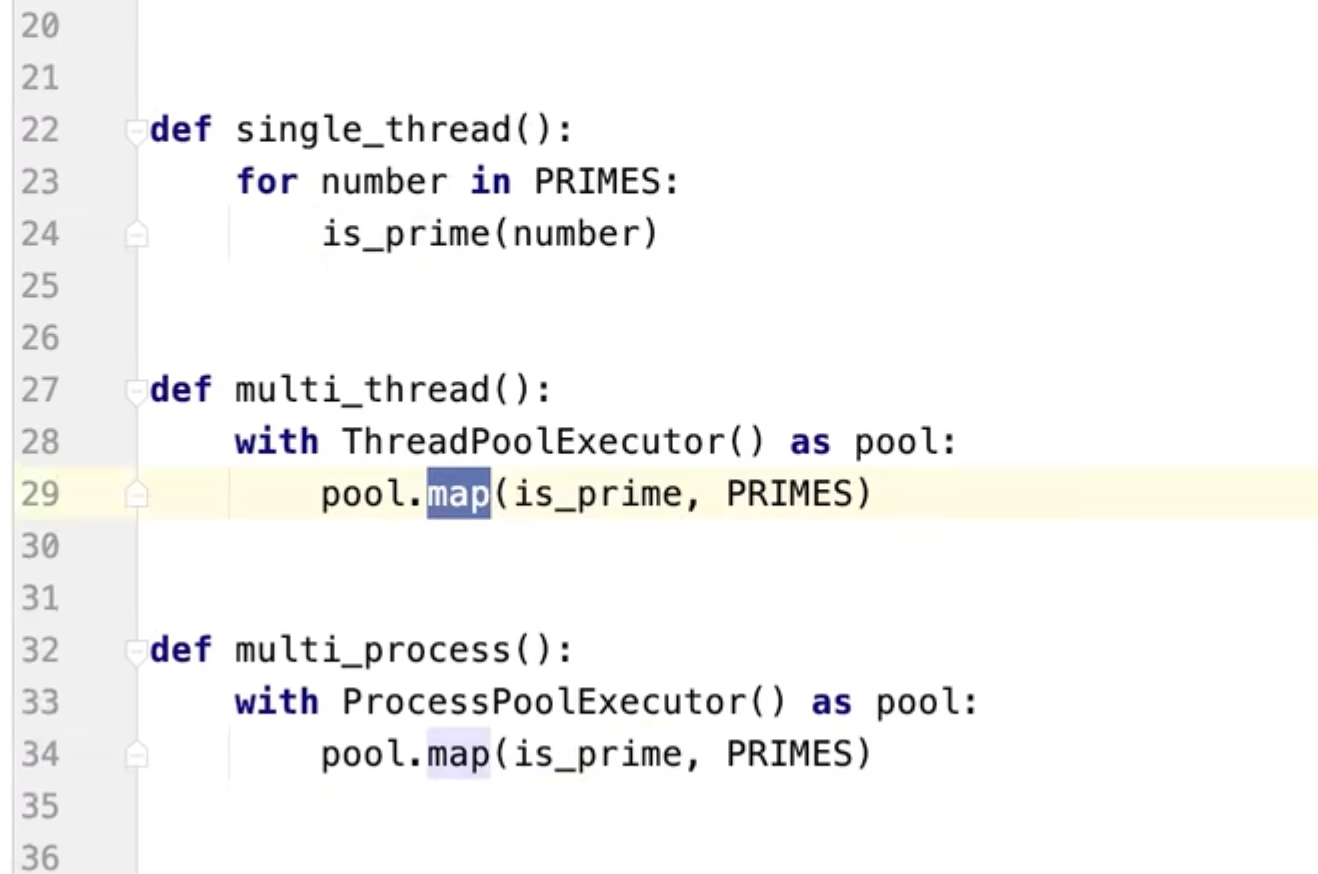 20
21
22 def single_thread():
23     for number in PRIMES:
24         is_prime(number)
25
26
27 def multi_thread():
28     with ThreadPoolExecutor() as pool:
29         pool.map(is_prime, PRIMES)
30
31
32 def multi_process():
33     with ProcessPoolExecutor() as pool:
34         pool.map(is_prime, PRIMES)
35
36